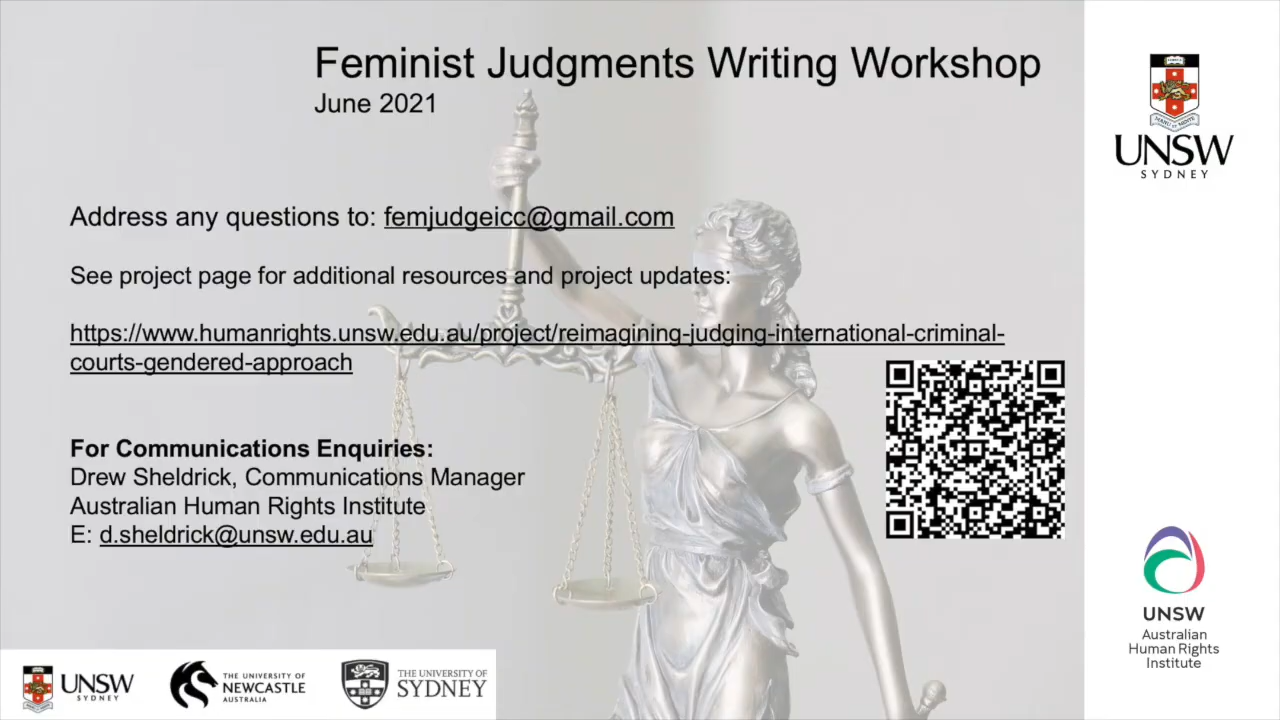 Feminist Judgments Writing Workshop
June 2021
UNSW
SYDNEY
Address any questions to: femjudgeicc@gmail.com
See project page for additional resources and project updates:
https://www.humanrights.unsw.edu.au/project/reimagining-judging-international-criminal-
courts-gendered-approach
For Communications Enquiries:
Drew Sheldrick, Communications Manager
Australian Human Rights Institute
E: d.sheldrick@unsw.edu.au
UNSW
Australian
Human Rights
Institute
UNSW
SYDNEY
THE UNIVERSITY OF
NEWCASTLE
AUSTRALIA
THE UNIVERSITY OF
SYDNEY